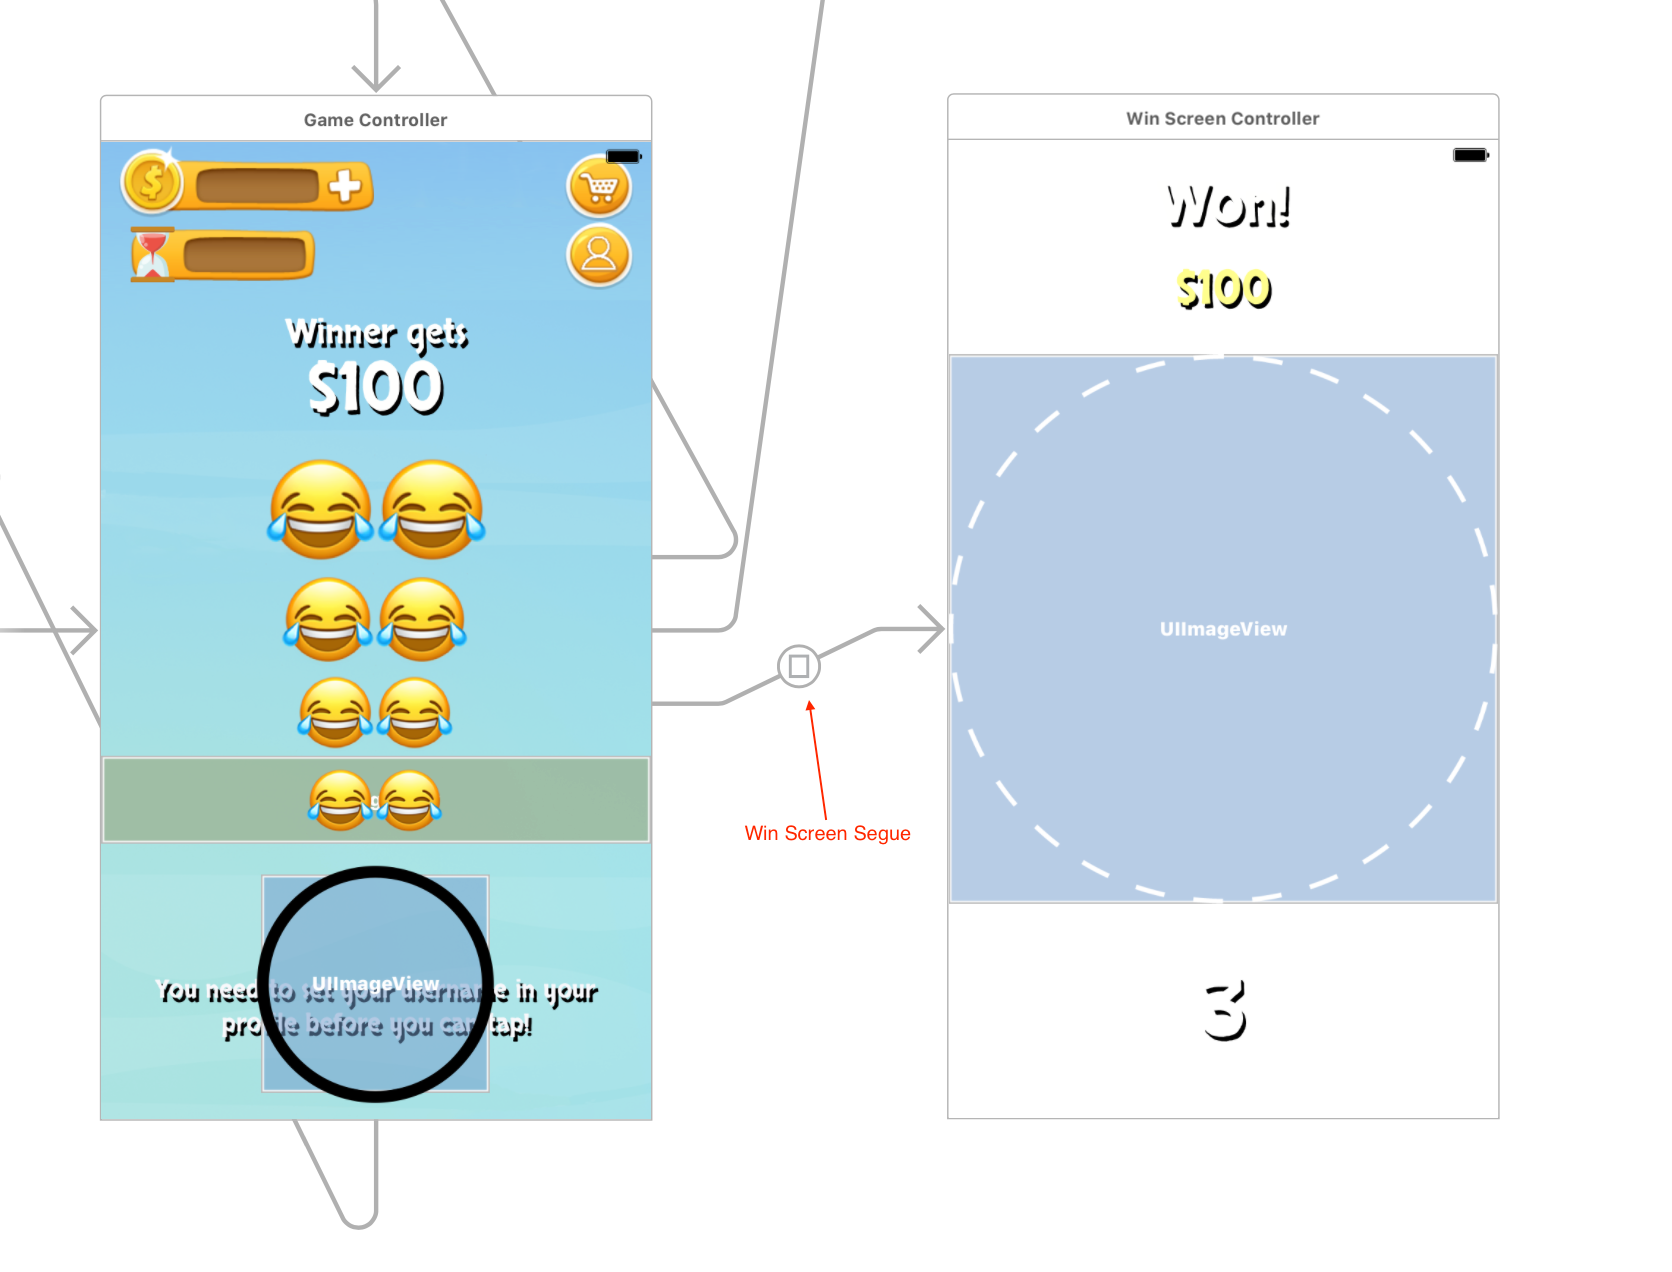 Game Controller
Winner gets
$100
UIImageView
You need to set your username in your
profile before you can tap!
Win Screen Segue
Win Screen Controller
Won!
$100
UIImageView
3